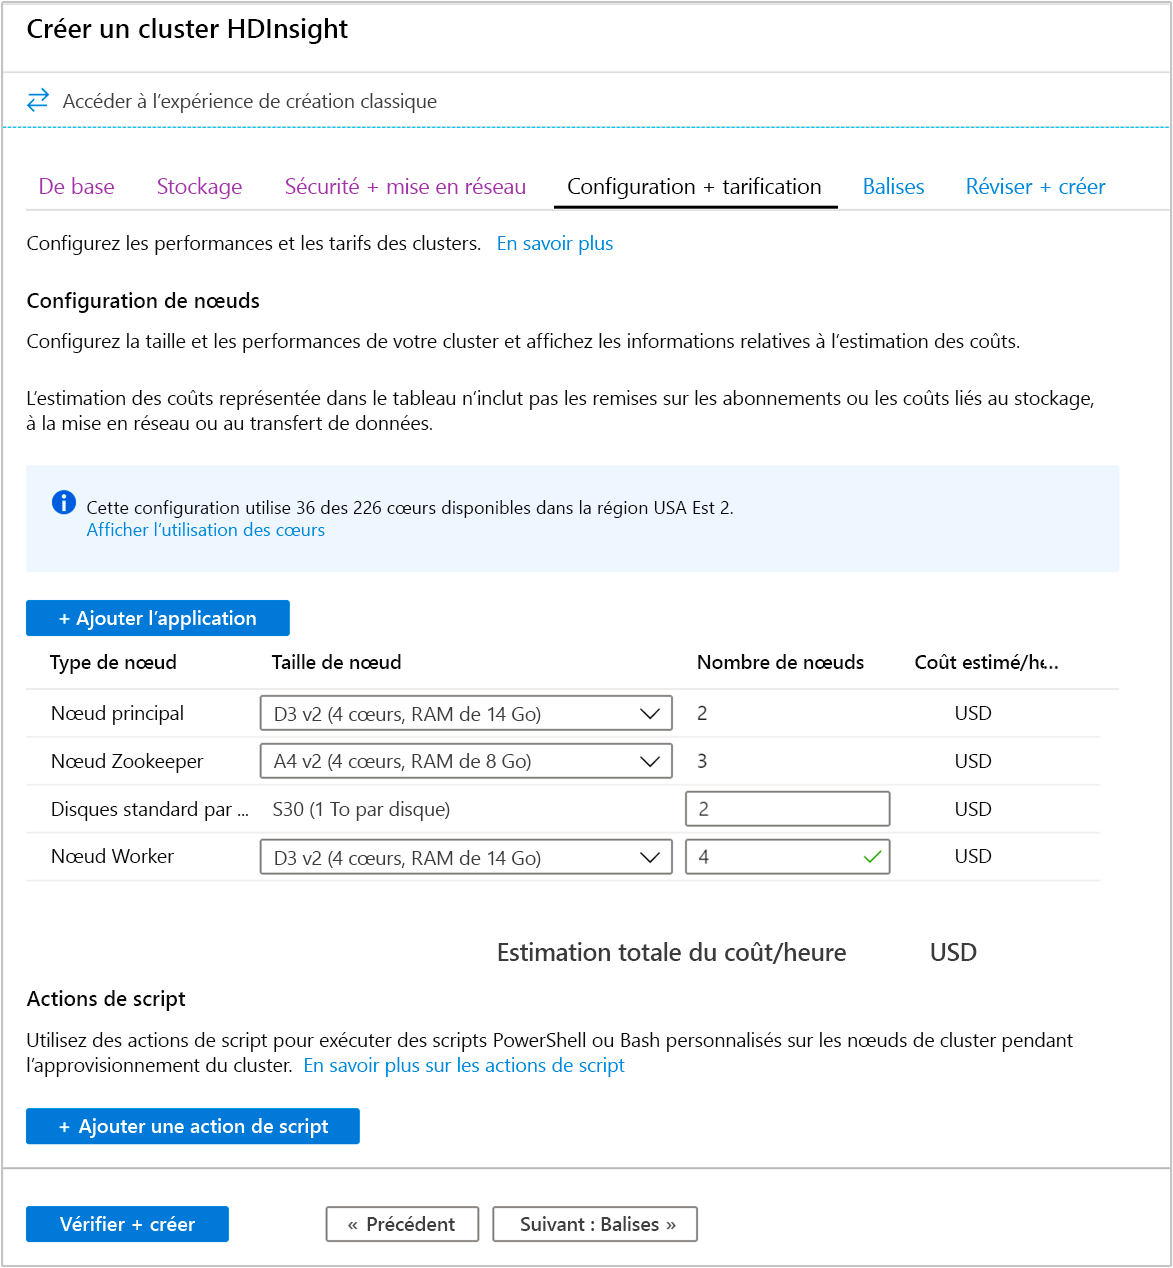 Créer un cluster HDInsight
Accéder à l’expérience de création classique
De base Stockage Sécurité + mise en réseau Configuration + tarification Balises Réviser + créer
Configurez les performances et les tarifs des clusters. En savoir plus
Configuration de nœuds
Configurez la taille et les performances de votre cluster et affichez les informations relatives à l’estimation des coûts.
L’estimation des coûts représentée dans le tableau n’inclut pas les remises sur les abonnements ou les coûts liés au stockage,
à la mise en réseau ou au transfert de données.
Cette configuration utilise 36 des 226 cœurs disponibles dans la région USA Est 2.
Afficher l’utilisation des cœurs
+ Ajouter l’application
Type de nœud Taille de nœud Nombre de nœuds Coût estimé/he...
Nœud principal D3 v2 (4 cœurs, RAM de 14 Go) 2 USD
Nœud Zookeeper A4 v2 (4 cœurs, RAM de 8 Go) 3 USD
Disques standard par ... S30 (1 To par disque) 2 USD
Nœud Worker D3 v2 (4 cœurs, RAM de 14 Go) 4 USD
Estimation totale du coût/heure USD
Actions de script
Utilisez des actions de script pour exécuter des scripts PowerShell ou Bash personnalisés sur les nœuds de cluster pendant
l’approvisionnement du cluster. En savoir plus sur les actions de script
+ Ajouter une action de script
Vérifier + créer « Précédent Suivant : Balises »